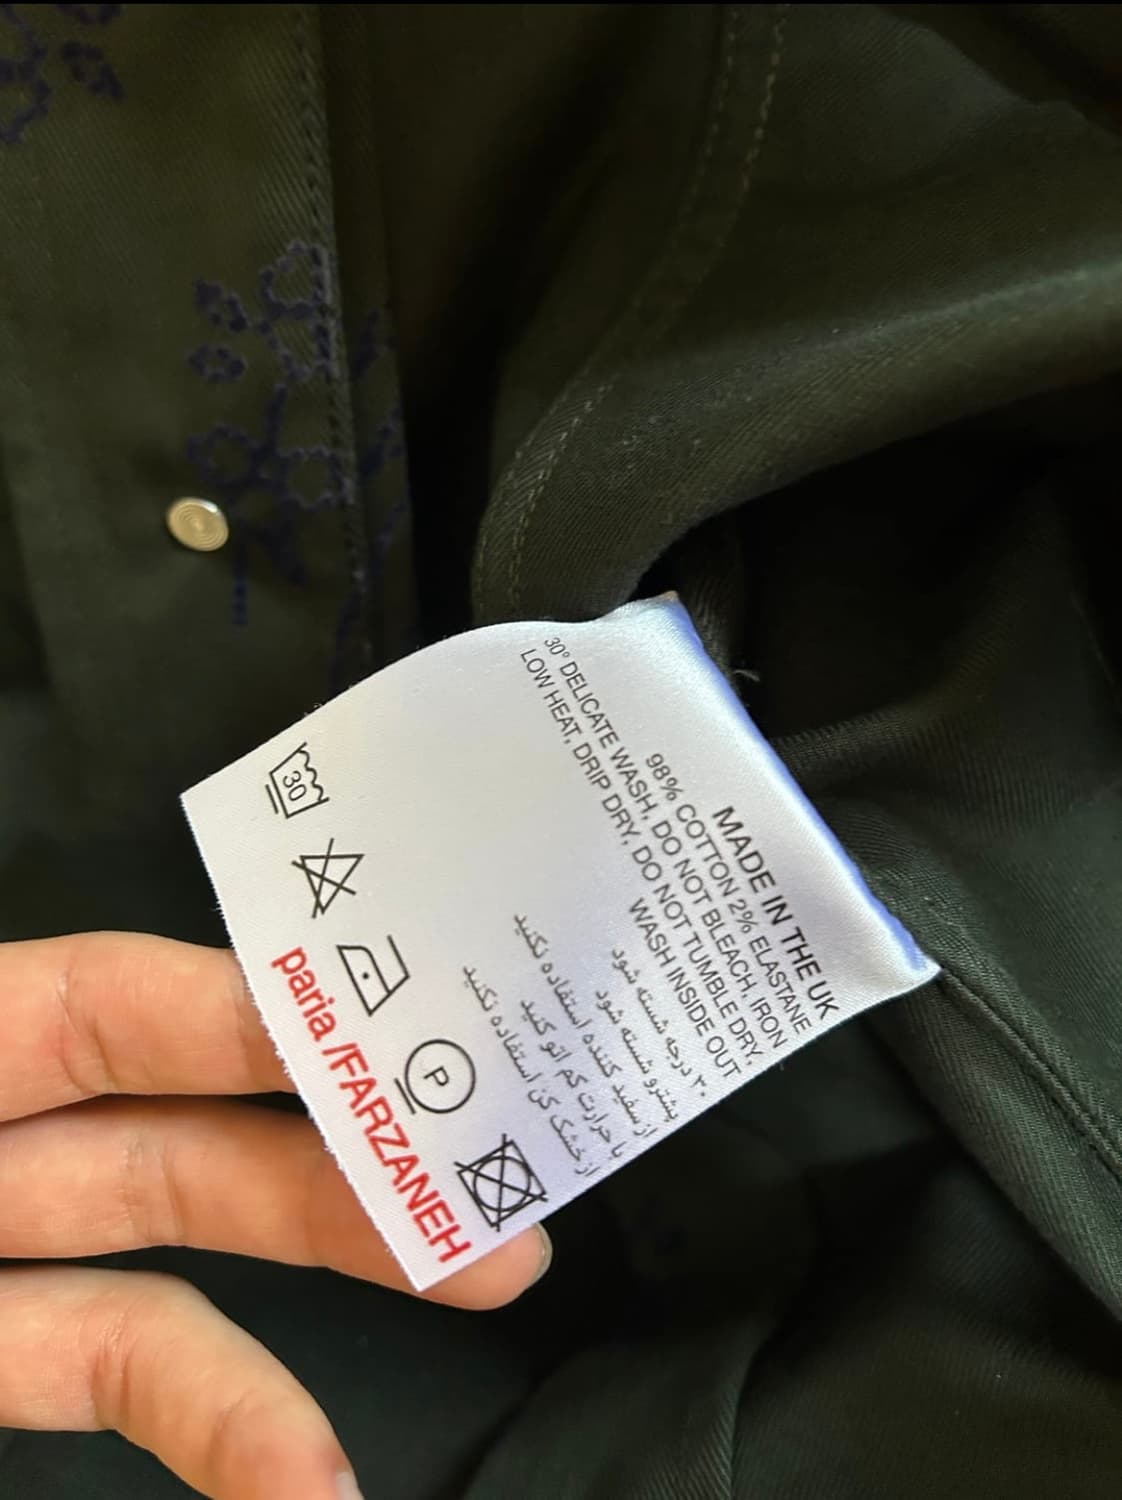 MADE IN THE UK
98% COTTON 2% ELASTANE
30° DELICATE WASH, DO NOT BLEACH, IRON
LOW HEAT, DRIP DRY, DO NOT TUMBLE DRY,
WASH INSIDE OUT
۳۰ درجه شسته شود
پشترو شسته شود
از سفید کننده استفاده نکنید
با حرارت کم اتو کنید
از خشک کن استفاده نکنید
30
P
paria /FARZANEH